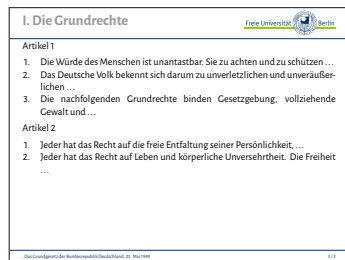 I. Die Grundrechte
Freie Universität Berlin
Artikel 1
1. Die Würde des Menschen ist unantastbar. Sie zu achten und zu schützen …
2. Das Deutsche Volk bekennt sich darum zu unverletzlichen und unveräußer-
lichen …
3. Die nachfolgenden Grundrechte binden Gesetzgebung, vollziehende
Gewalt und …
Artikel 2
1. Jeder hat das Recht auf die freie Entfaltung seiner Persönlichkeit, …
2. Jeder hat das Recht auf Leben und körperliche Unversehrtheit. Die Freiheit
…
, Das Grundgesetz der Bundesrepublik Deutschland, 23. Mai 1949 3/3